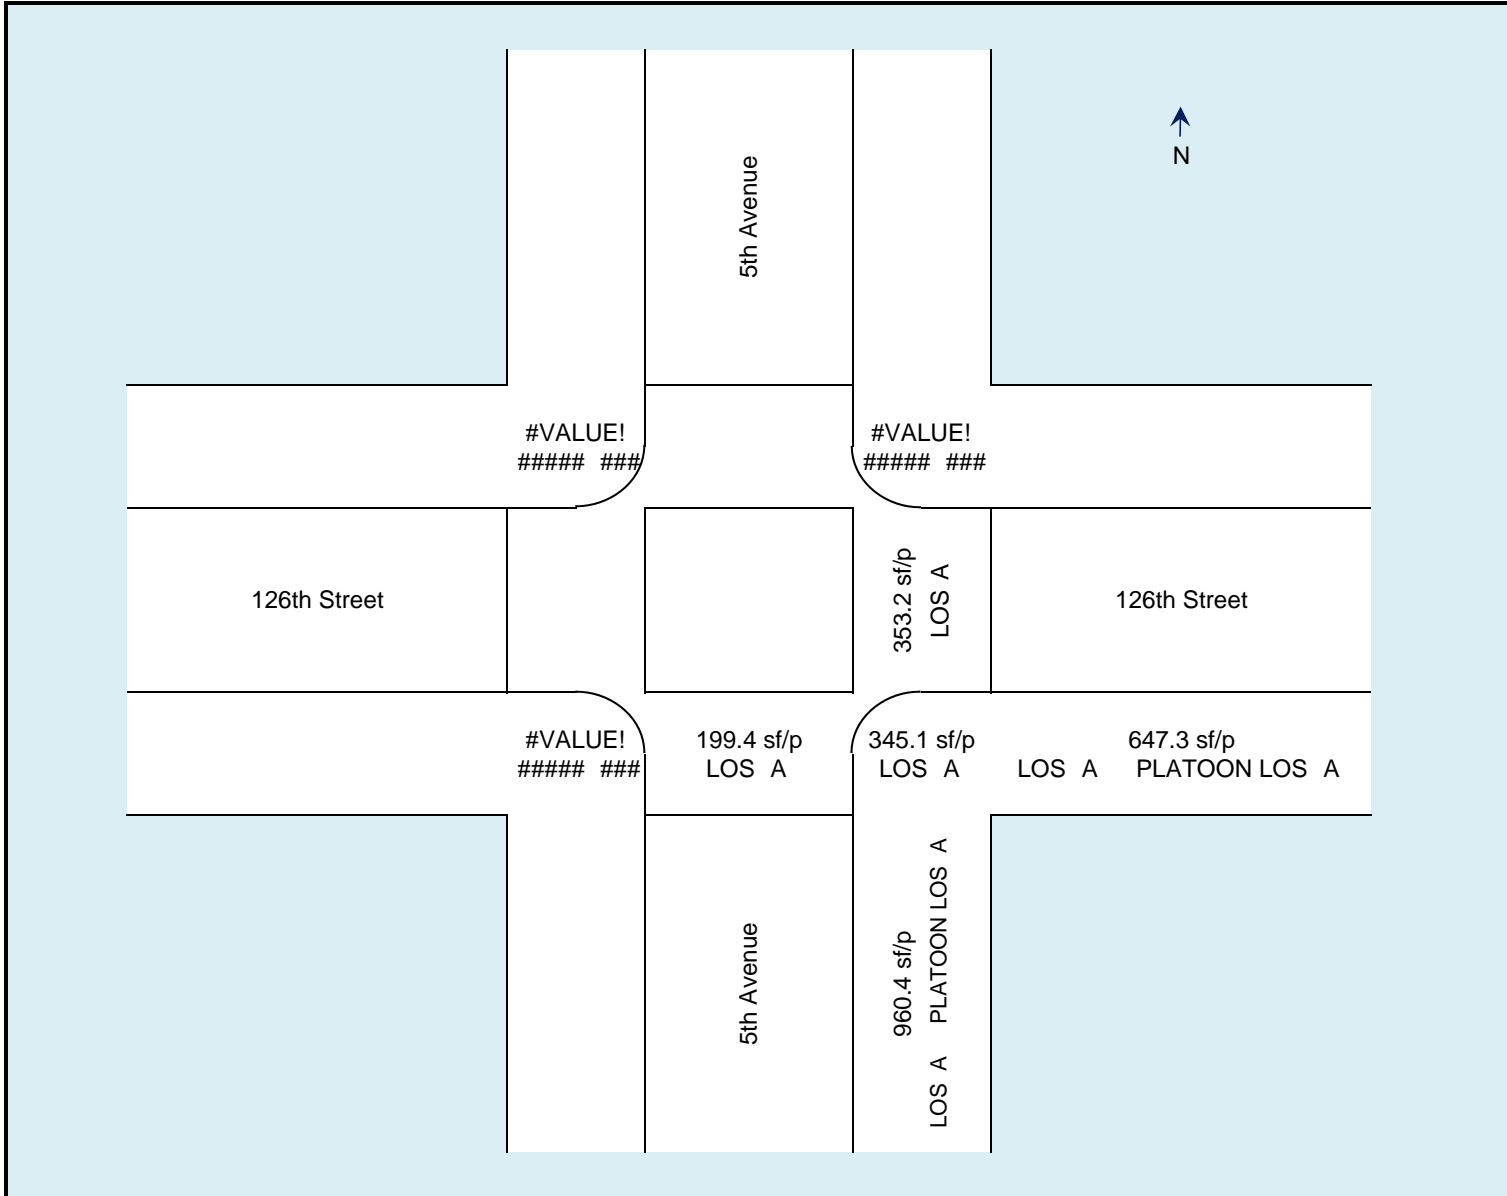 5th Avenue
N
#VALUE!
##### ###
#VALUE!
##### ###
126th Street
353.2 sf/p
LOS A
126th Street
#VALUE!
##### ###
199.4 sf/p
LOS A
345.1 sf/p
LOS A
647.3 sf/p
LOS A PLATOON LOS A
5th Avenue
960.4 sf/p
LOS A PLATOON LOS A